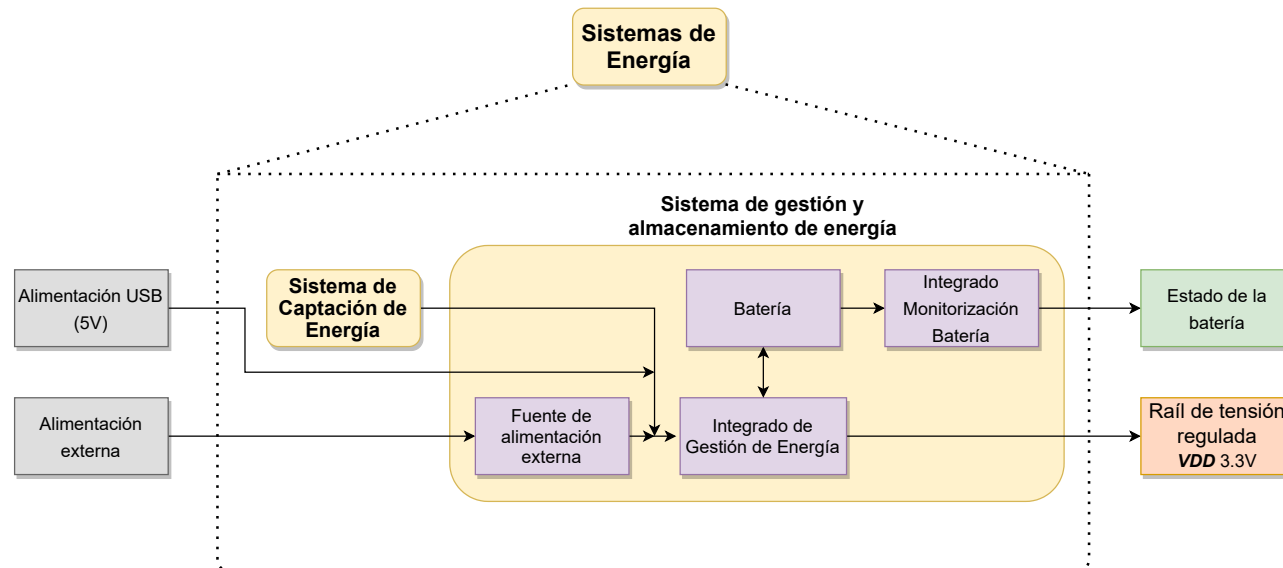 Sistemas de
Energía
Sistema de gestión y
almacenamiento de energía
Alimentación USB
(5V)
Sistema de
Captación de
Energía
Batería
Integrado
Monitorización
Batería
Estado de la
batería
Alimentación
externa
Fuente de
alimentación
externa
Integrado de
Gestión de Energía
Raíl de tensión
regulada
VDD 3.3V